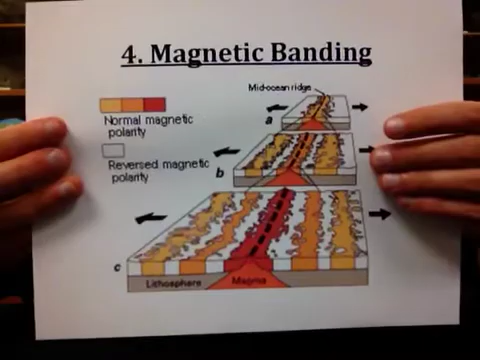 4. Magnetic Banding
Mid-ocean ridge
Normal magnetic
polarity
a
Reversed magnetic
polarity
b
c
Lithosphere
Magma